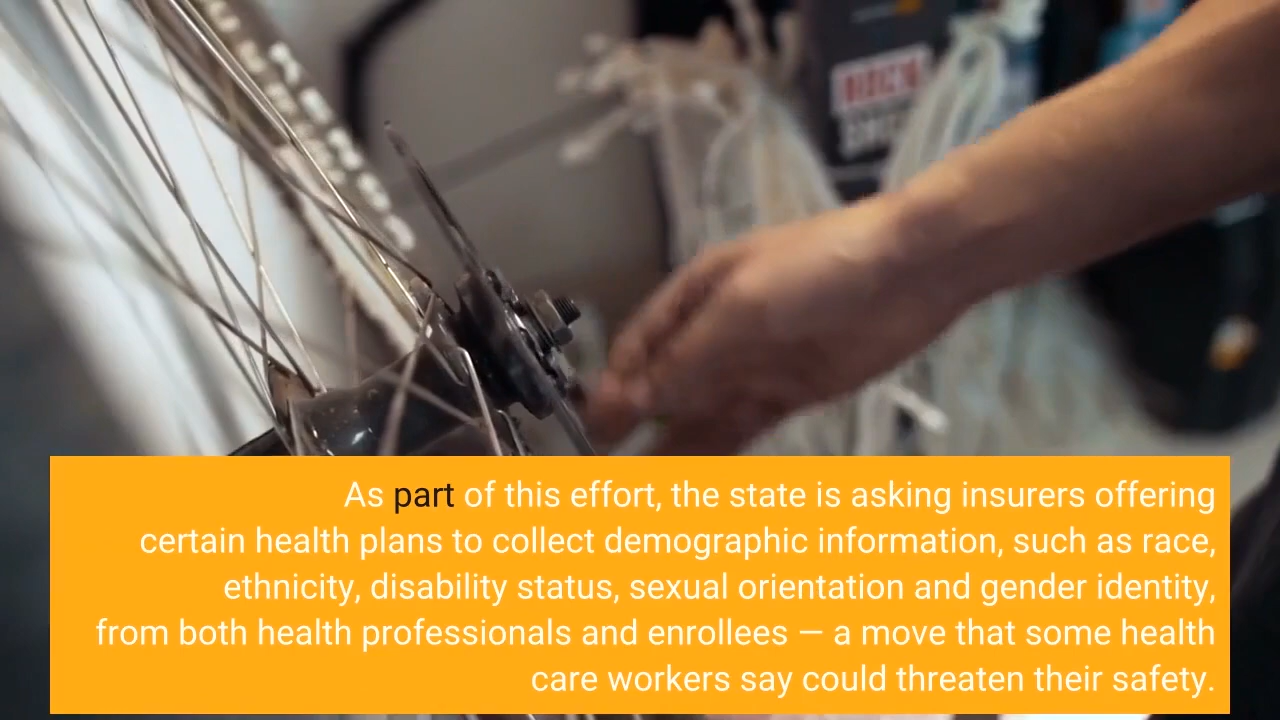 As part of this effort, the state is asking insurers offering
certain health plans to collect demographic information, such as race,
ethnicity, disability status, sexual orientation and gender identity,
from both health professionals and enrollees — a move that some health
care workers say could threaten their safety.